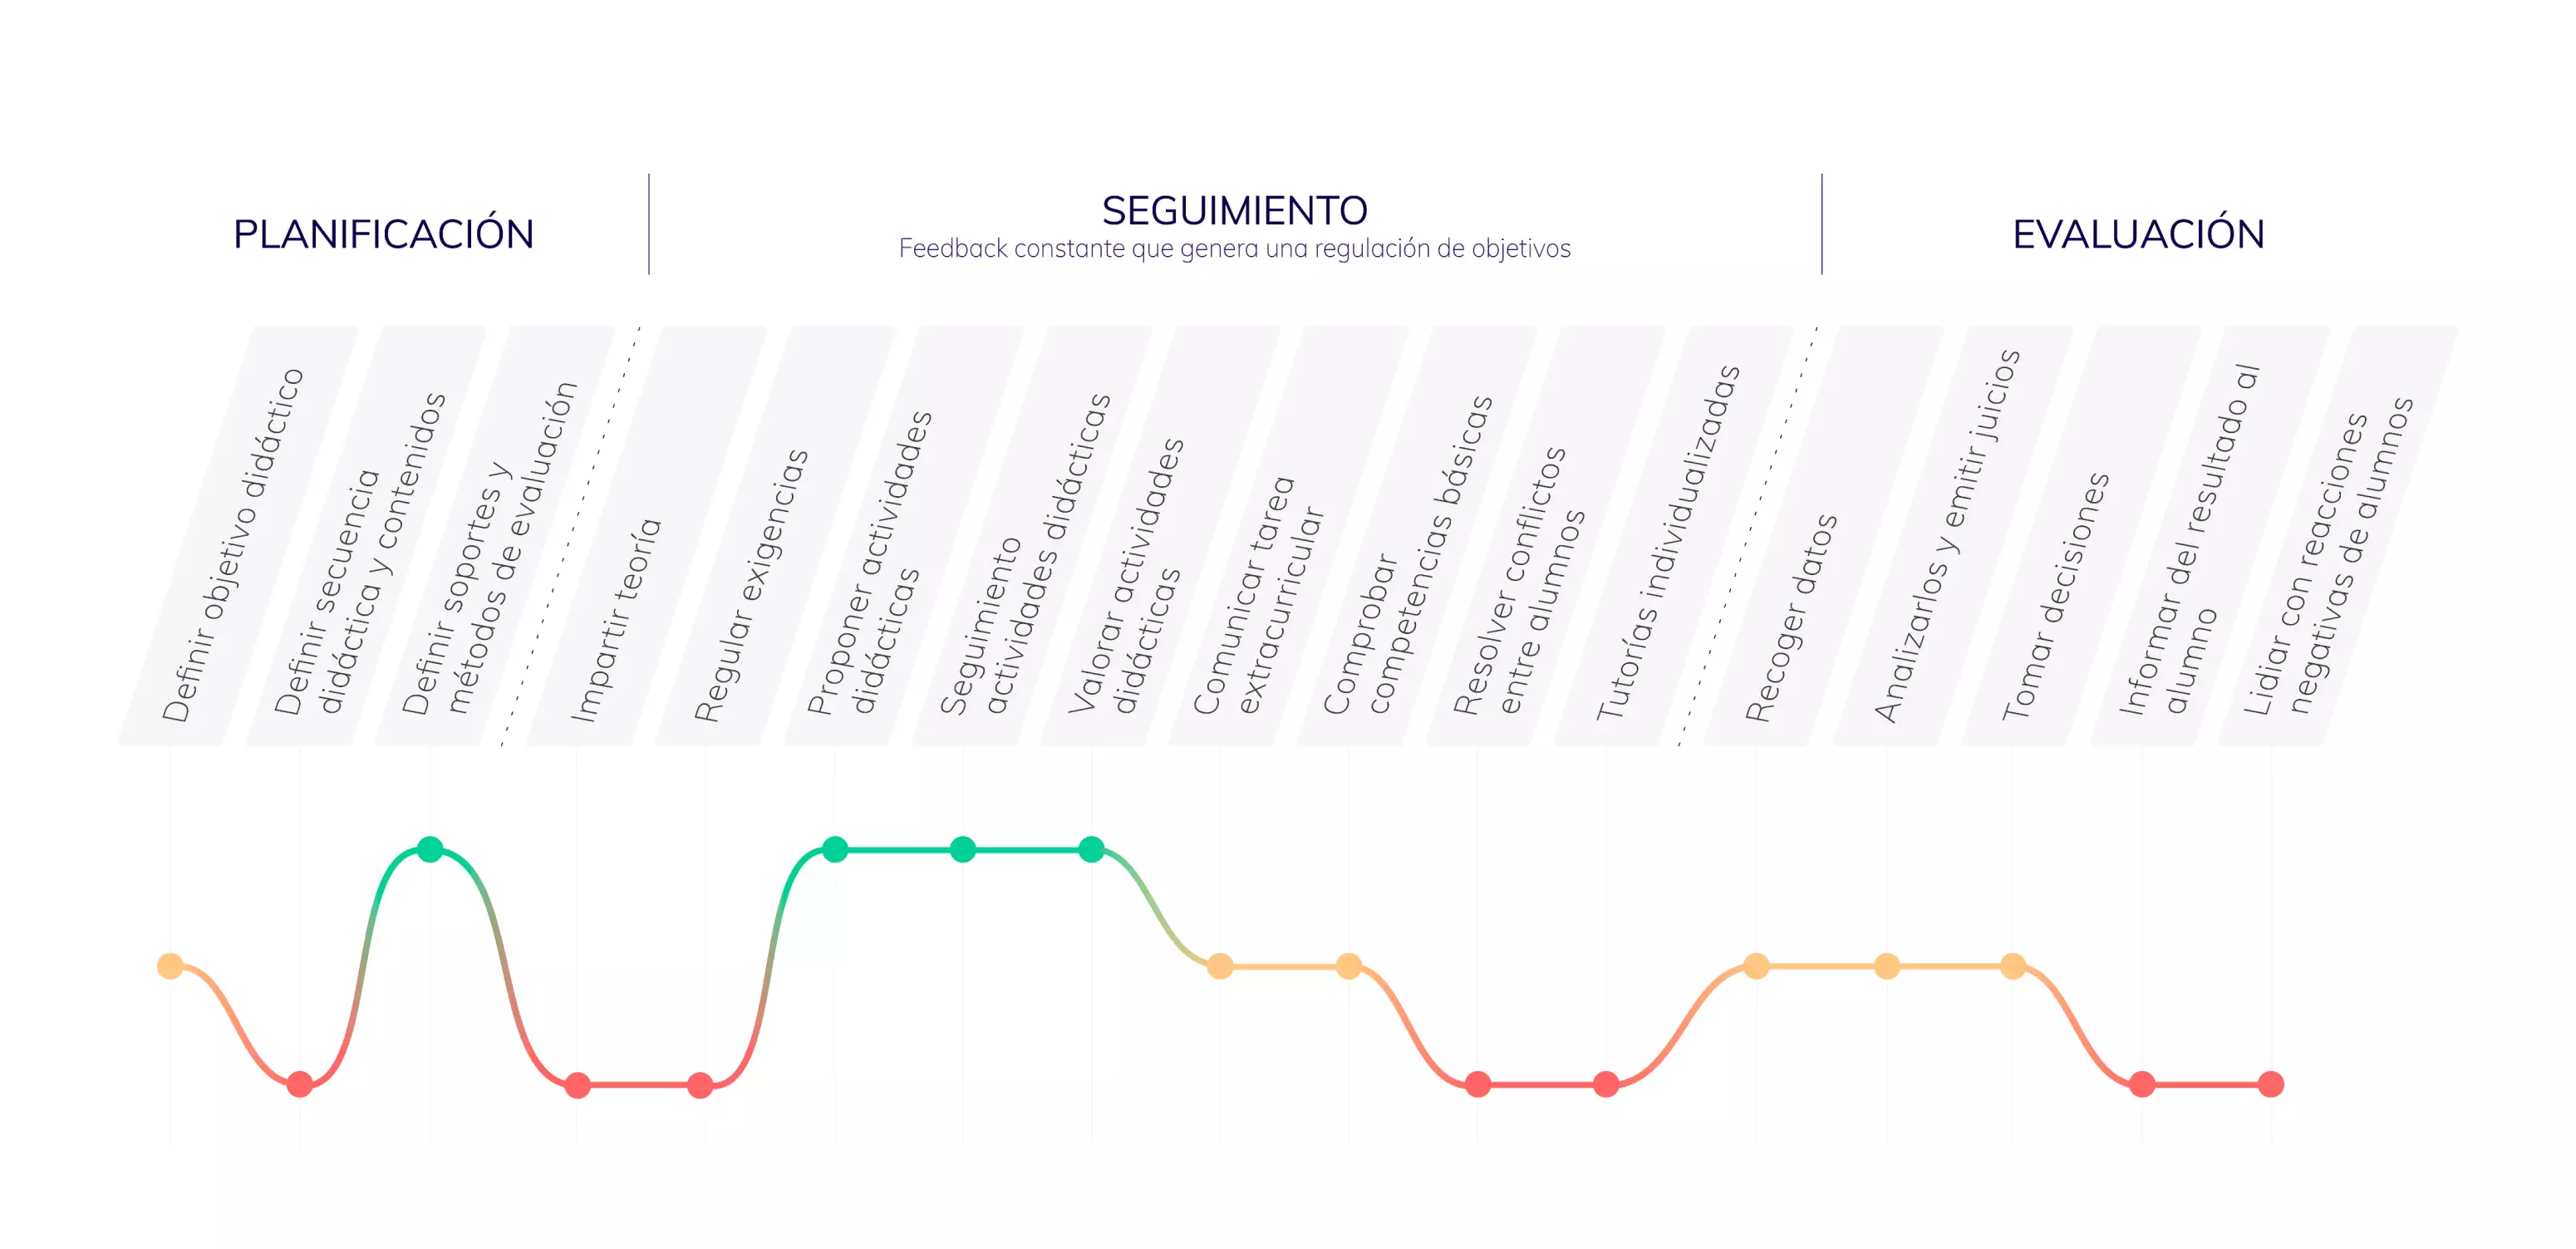 PLANIFICACIÓN
SEGUIMIENTO
Feedback constante que genera una regulación de objetivos
EVALUACIÓN
Definir objetivo didáctico
Definir secuencia
didáctica y contenidos
Definir soportes y
métodos de evaluación
Impartir teoría
Regular exigencias
Proponer actividades
didácticas
Seguimiento
actividades didácticas
Valorar actividades
didácticas
Comunicar tarea
extracurricular
Comprobar
competencias básicas
Resolver conflictos
entre alumnos
Tutorías individualizadas
Recoger datos
Analizarlos y emitir juicios
Tomar decisiones
Informar del resultado al
alumno
Lidiar con reacciones
negativas de alumnos